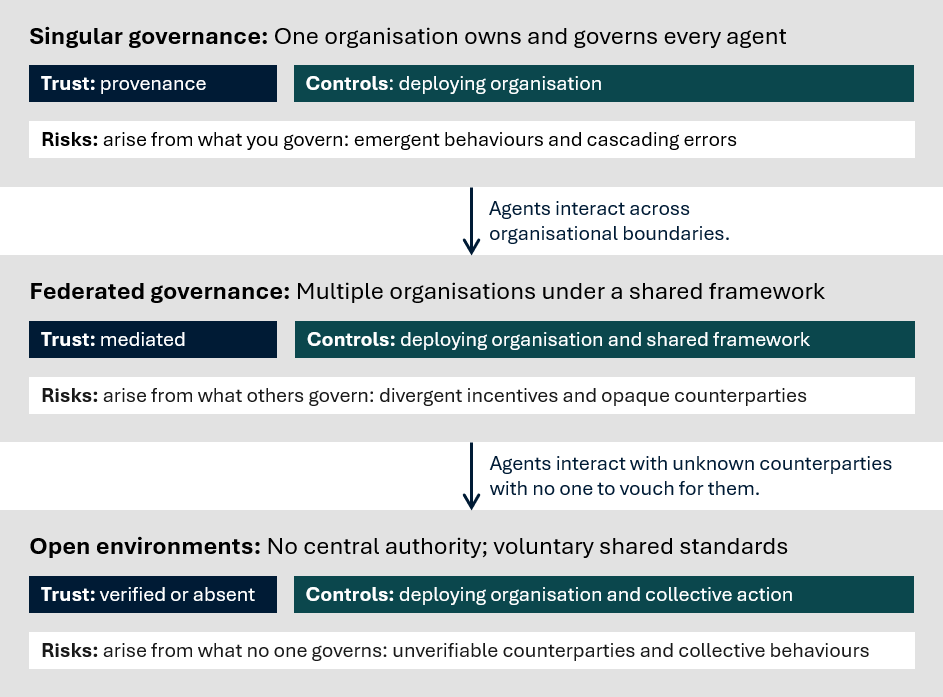 Singular governance: One organisation owns and governs every agent
Trust: provenance
Controls: deploying organisation
Risks: arise from what you govern: emergent behaviours and cascading errors
Agents interact across
organisational boundaries.
Federated governance: Multiple organisations under a shared framework
Trust: mediated
Controls: deploying organisation and shared framework
Risks: arise from what others govern: divergent incentives and opaque counterparties
Agents interact with unknown counterparties
with no one to vouch for them.
Open environments: No central authority; voluntary shared standards
Trust: verified or absent
Controls: deploying organisation and collective action
Risks: arise from what no one governs: unverifiable counterparties and collective behaviours